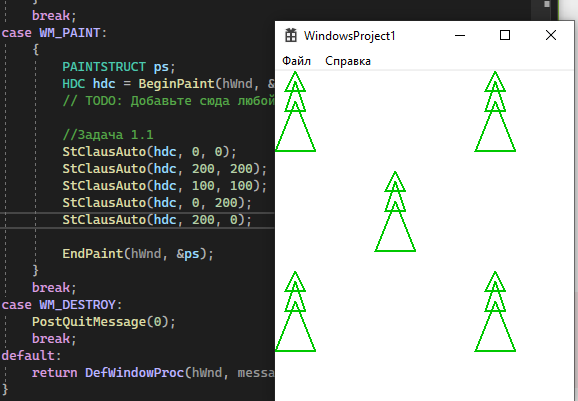 break;
case WM_PAINT:
{
PAINTSTRUCT ps;
HDC hdc = BeginPaint(hWnd, &
// TODO: Добавьте сюда любой
//Задача 1.1
StClausAuto(hdc, 0, 0);
StClausAuto(hdc, 200, 200);
StClausAuto(hdc, 100, 100);
StClausAuto(hdc, 0, 200);
StClausAuto(hdc, 200, 0);
EndPaint(hWnd, &ps);
}
break;
case WM_DESTROY:
PostQuitMessage(0);
break;
default:
return DefWindowProc(hWnd, messa
}
WindowsProject1
Файл Справка